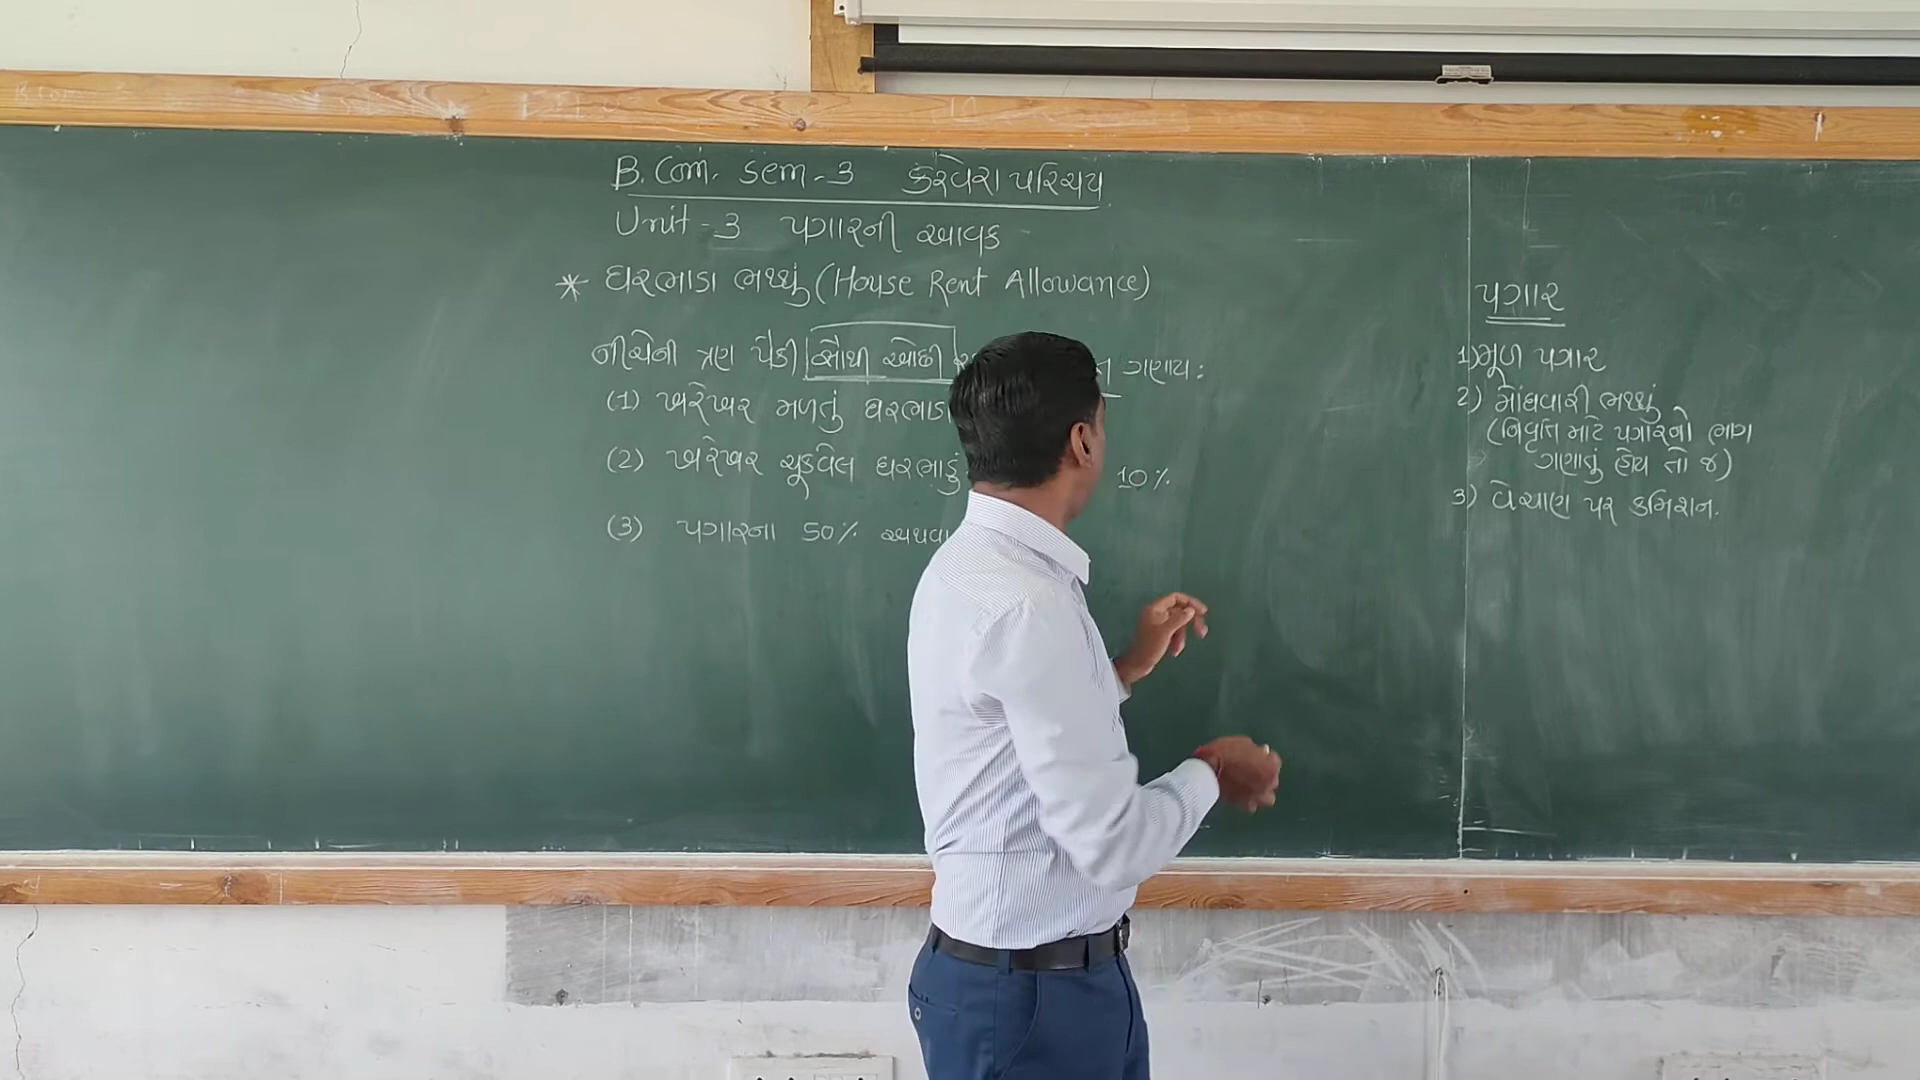 B. Com. Sem - 3 કરવેરા પરિચય
Unit - 3 પગારની આવક
* ઘરભાડા ભથ્થું (House Rent Allowance)
નીચેની ત્રણ પૈકી સૌથી ઓછી ગણાય :
(1) ખરેખર મળતું ઘરભાડા
(2) ખરેખર ચૂકવેલ ઘરભાડું 10%
(3) પગારના 50% અથવા
પગાર
1) મૂળ પગાર
2) મોંઘવારી ભથ્થું
(નિવૃત્તિ માટે પગારનો ભાગ
ગણાતું હોય તો જ)
3) વેચાણ પર કમિશન.